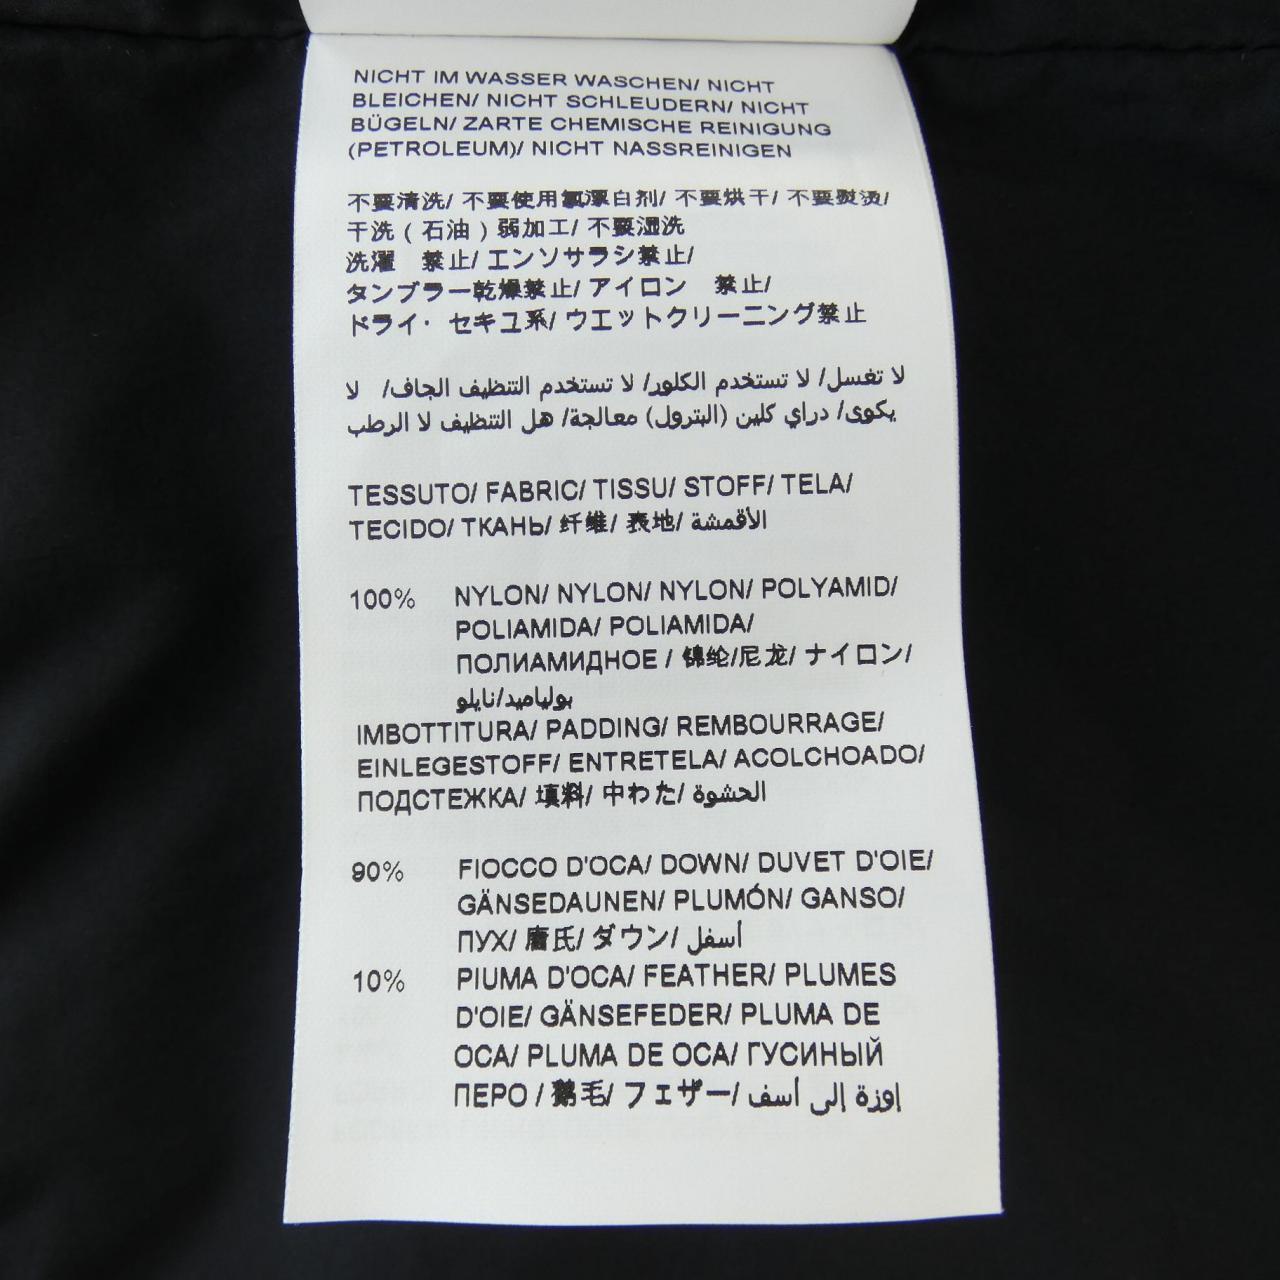 NICHT IM WASSER WASCHEN/ NICHT
BLEICHEN/ NICHT SCHLEUDERN/ NICHT
BÜGELN/ ZARTE CHEMISCHE REINIGUNG
(PETROLEUM)/ NICHT NASSREINIGEN
不要清洗/ 不要使用氯漂白剂/ 不要烘干/ 不要熨烫/
干洗 ( 石油 ) 弱加工/ 不要湿洗
洗濯 禁止/ エンソサラシ禁止/
タンブラー乾燥禁止/ アイロン 禁止/
ドライ・ セキユ系/ ウエットクリーニング禁止
لا تغسل/ لا تستخدم الكلور/ لا تستخدم التنظيف الجاف/ لا
يكوى/ دراي كلين (البترول) معالجة/ هل التنظيف لا الرطب
TESSUTO/ FABRIC/ TISSU/ STOFF/ TELA/
TECIDO/ ТКАНЬ/ 纤维/ 表地/ الأقمشة
100% NYLON/ NYLON/ NYLON/ POLYAMID/
POLIAMIDA/ POLIAMIDA/
ПОЛИАМИДНОЕ / 锦纶/尼龙/ ナイロン/
بولياميد/نايلو
IMBOTTITURA/ PADDING/ REMBOURRAGE/
EINLEGESTOFF/ ENTRETELA/ ACOLCHOADO/
ПОДСТЕЖКА/ 填料/ 中わた/ الحشوة
90% FIOCCO D'OCA/ DOWN/ DUVET D'OIE/
GÄNSEDAUNEN/ PLUMÓN/ GANSO/
ПУХ/ 唐氏/ ダウン/ أسفل
10% PIUMA D'OCA/ FEATHER/ PLUMES
D'OIE/ GÄNSEFEDER/ PLUMA DE
OCA/ PLUMA DE OCA/ ГУСИНЫЙ
ПЕРО / 鹅毛/ フェザー/ إوزة إلى أسف